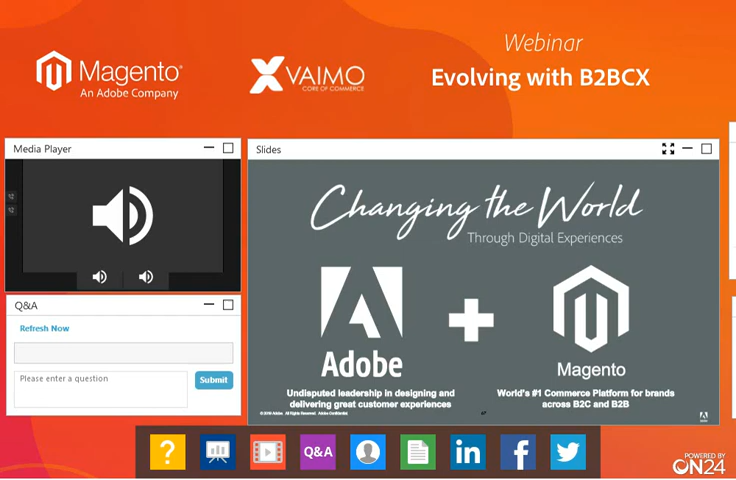 Webinar
Magento®
An Adobe Company
VAIMO
CORE OF COMMERCE
Evolving with B2BCX
Media Player
Slides
Changing the World
Through Digital Experiences
Adobe
Magento
Undisputed leadership in designing and
delivering great customer experiences
World's #1 Commerce Platform for brands
across B2C and B2B
Adobe
Q&A
Refresh Now
Please enter a question
Submit
?
Q&A
in
f
POWERED BY
ON24